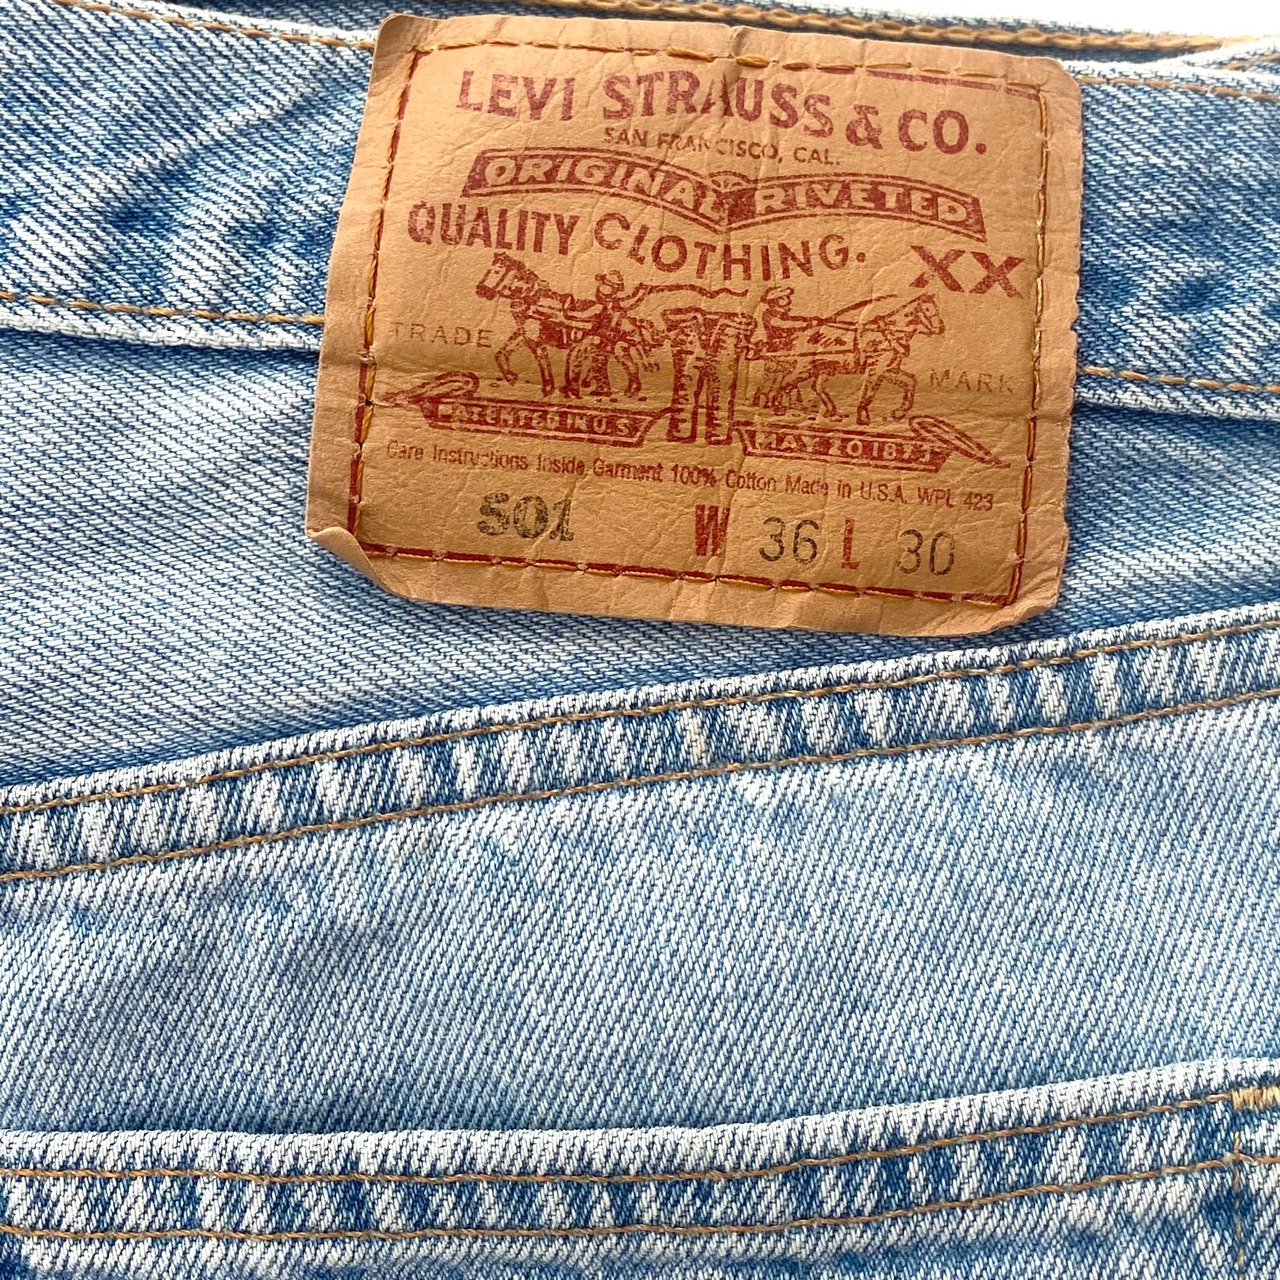 LEVI STRAUSS & CO.
SAN FRANCISCO, CAL.
ORIGINAL RIVETED
QUALITY CLOTHING.
XX
TRADE MARK
PATENTED IN U.S. MAY 20 1873
Care Instructions Inside Garment 100% Cotton Made in U.S.A. WPL 423
501 W 36 L 30